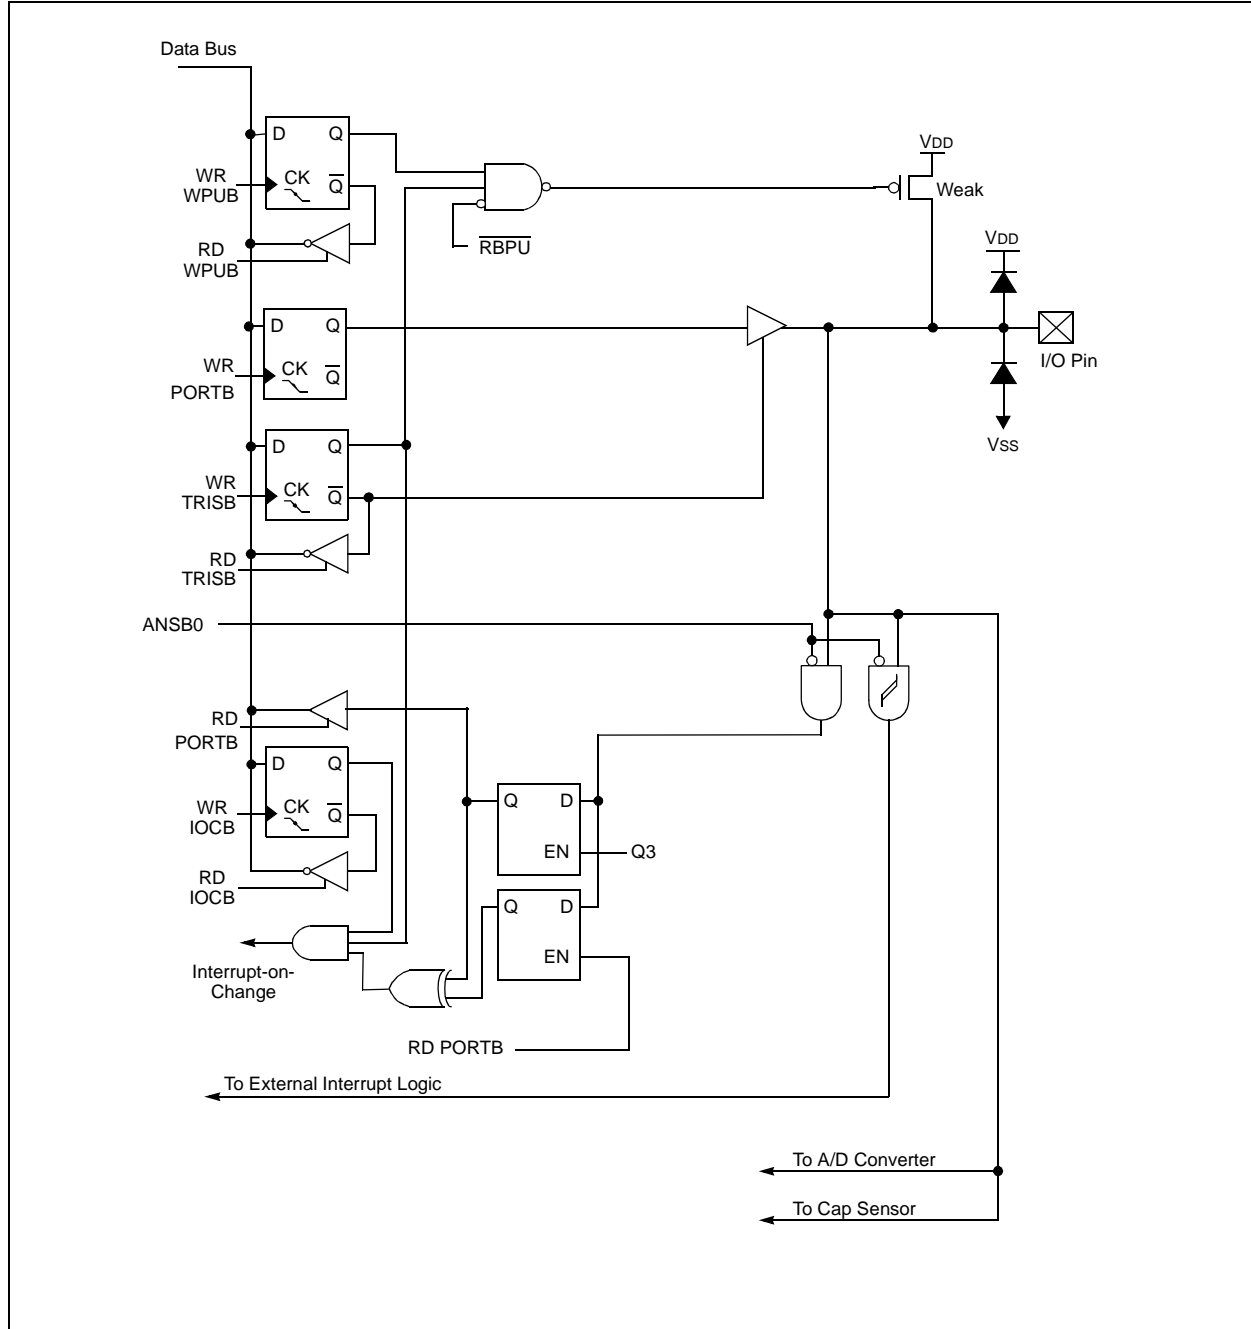 Data Bus
D Q
CK Q̅
WR
WPUB
RD
WPUB
R̅B̅P̅U̅
VDD
Weak
VDD
I/O Pin
VSS
D Q
CK Q̅
WR
PORTB
D Q
CK Q̅
WR
TRISB
RD
TRISB
ANSB0
RD
PORTB
D Q
CK Q̅
WR
IOCB
RD
IOCB
Q D
EN
Q3
Q D
EN
Interrupt-on-
Change
RD PORTB
To External Interrupt Logic
To A/D Converter
To Cap Sensor